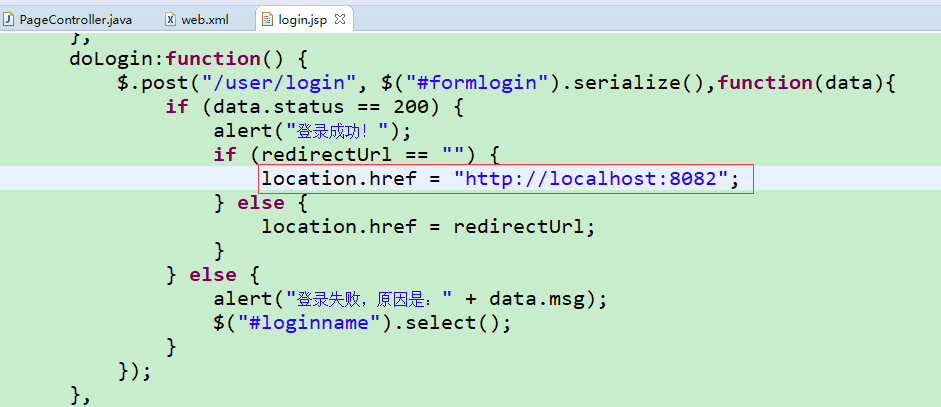 PageController.java web.xml login.jsp
},
doLogin:function() {
$.post("/user/login", $("#formlogin").serialize(),function(data){
if (data.status == 200) {
alert("登录成功！");
if (redirectUrl == "") {
location.href = "http://localhost:8082";
} else {
location.href = redirectUrl;
}
} else {
alert("登录失败，原因是：" + data.msg);
$("#loginname").select();
}
});
},